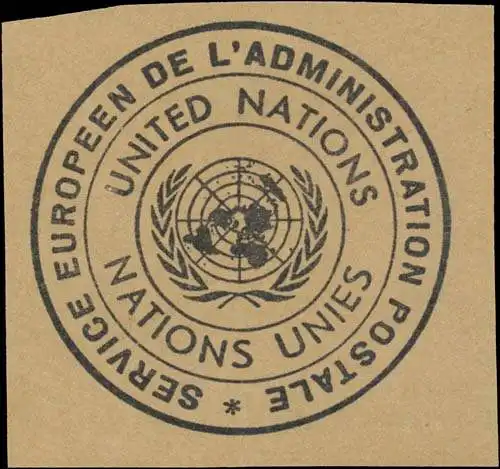 SERVICE EUROPEEN DE L'ADMINISTRATION POSTALE *
UNITED NATIONS
NATIONS UNIES